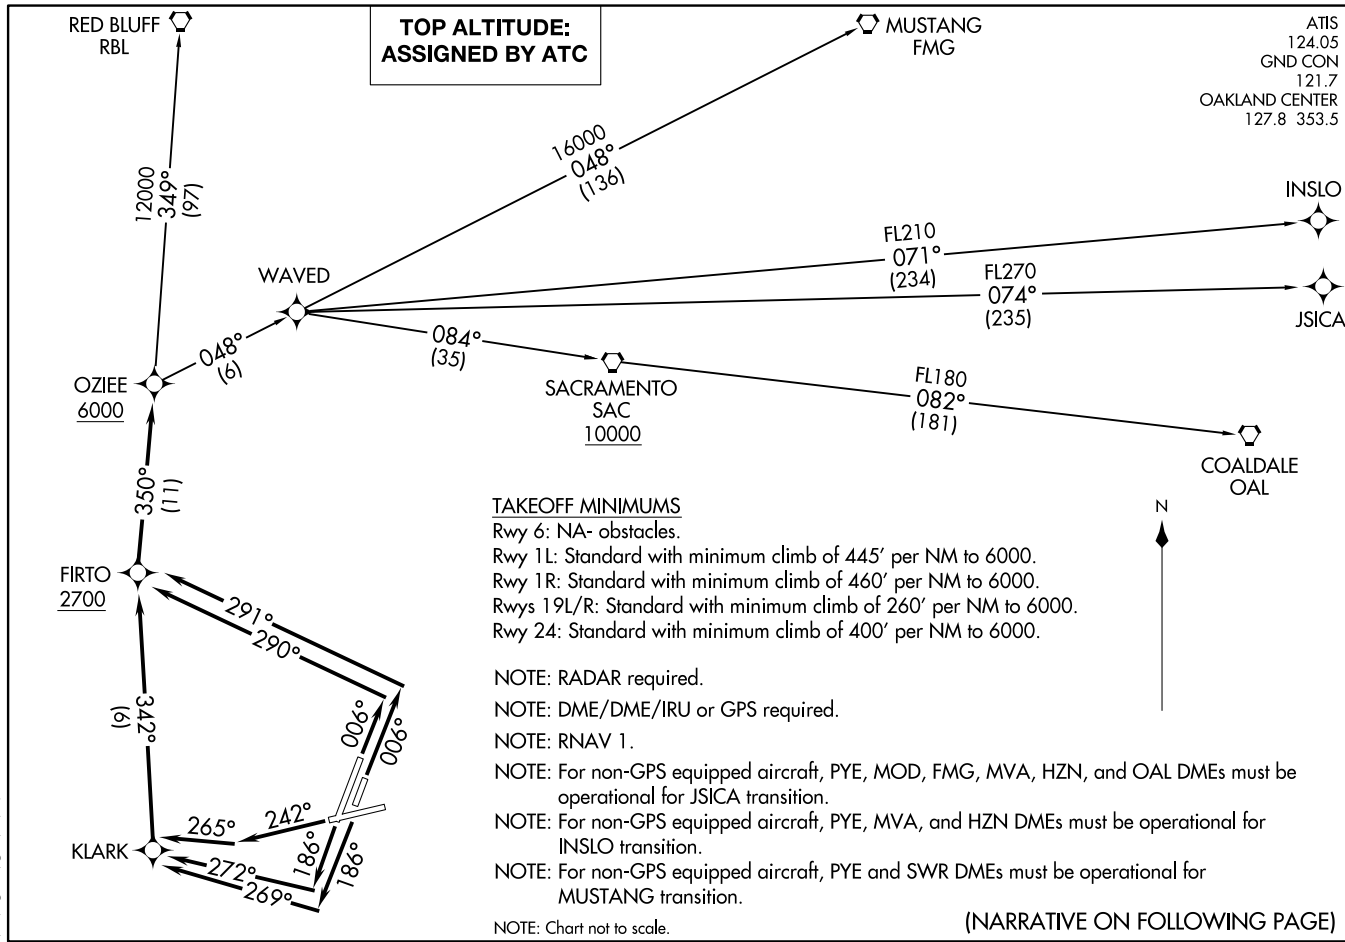 RED BLUFF
RBL
TOP ALTITUDE:
ASSIGNED BY ATC
MUSTANG
FMG
ATIS
124.05
GND CON
121.7
OAKLAND CENTER
127.8 353.5
12000
349°
(97)
16000
048°
(136)
INSLO
FL210
071°
(234)
FL270
074°
(235)
JSICA
WAVED
048°
(6)
084°
(35)
OZIEE
6000
SACRAMENTO
SAC
10000
FL180
082°
(181)
COALDALE
OAL
350°
(11)
N
FIRTO
2700
291°
290°
006°
006°
342°
(9)
242°
265°
KLARK
186°
186°
272°
269°
TAKEOFF MINIMUMS
Rwy 6: NA- obstacles.
Rwy 1L: Standard with minimum climb of 445' per NM to 6000.
Rwy 1R: Standard with minimum climb of 460' per NM to 6000.
Rwys 19L/R: Standard with minimum climb of 260' per NM to 6000.
Rwy 24: Standard with minimum climb of 400' per NM to 6000.
NOTE: RADAR required.
NOTE: DME/DME/IRU or GPS required.
NOTE: RNAV 1.
NOTE: For non-GPS equipped aircraft, PYE, MOD, FMG, MVA, HZN, and OAL DMEs must be
operational for JSICA transition.
NOTE: For non-GPS equipped aircraft, PYE, MVA, and HZN DMEs must be operational for
INSLO transition.
NOTE: For non-GPS equipped aircraft, PYE and SWR DMEs must be operational for
MUSTANG transition.
NOTE: Chart not to scale.
(NARRATIVE ON FOLLOWING PAGE)